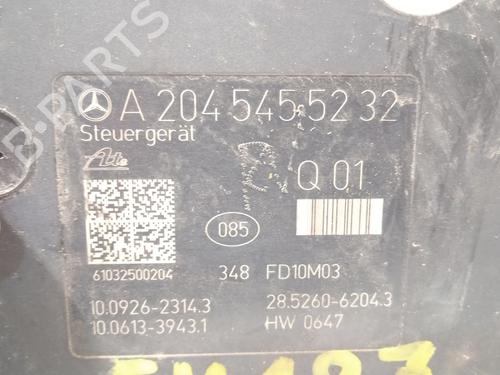 B-PARTS
A 204 545 52 32
Steuergerät
Ate
Q 01
085
61032500204 348 FD10M03
10.0926-2314.3 28.5260-6204.3
10.0613-3943.1 HW 0647